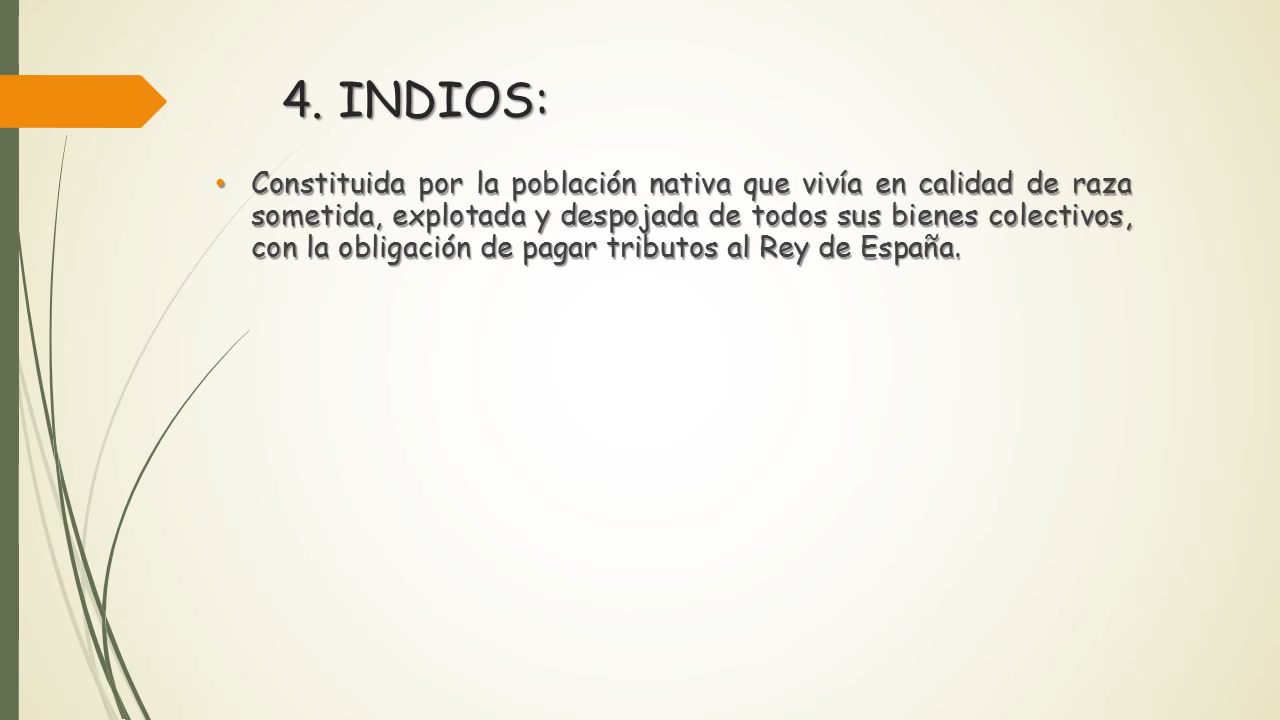 4. INDIOS:
• Constituida por la población nativa que vivía en calidad de raza
sometida, explotada y despojada de todos sus bienes colectivos,
con la obligación de pagar tributos al Rey de España.